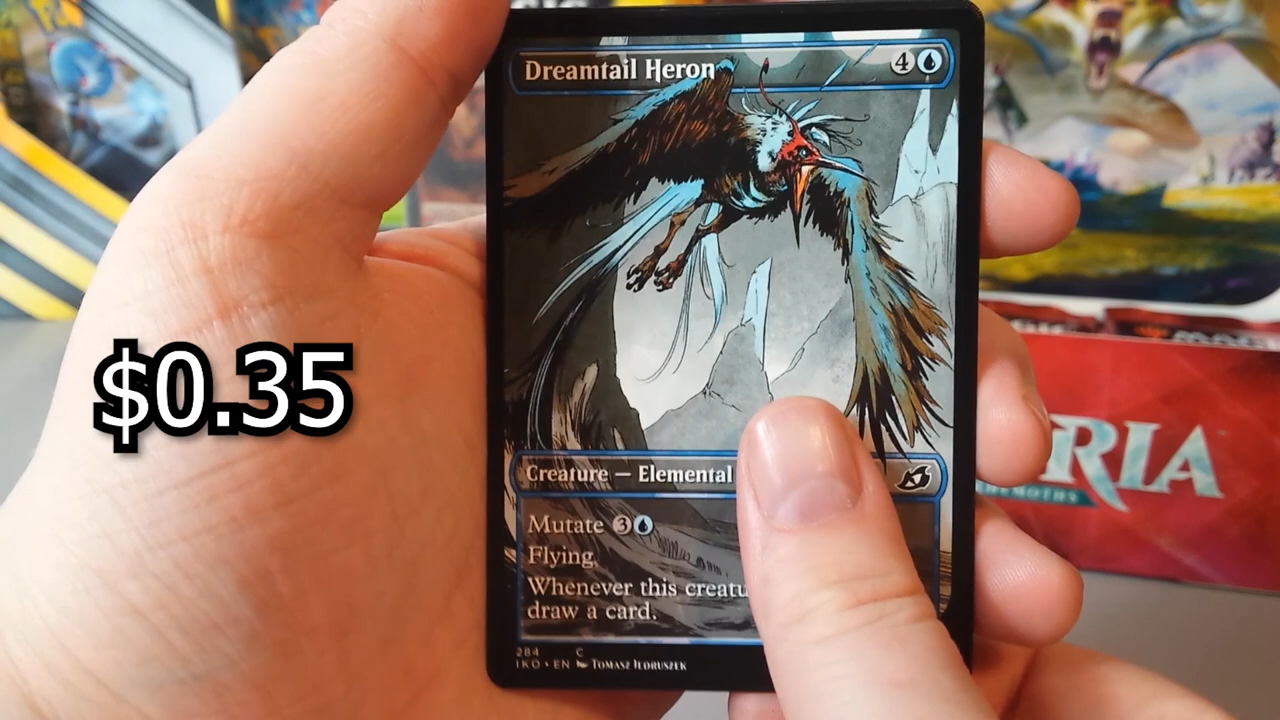 Dreamtail Heron 4
$0.35
Creature — Elemental
Mutate 3
Flying
Whenever this creatu
draw a card.
284 C
IKO • EN Tomasz Jedruszek
RIA
EHEMOTHS